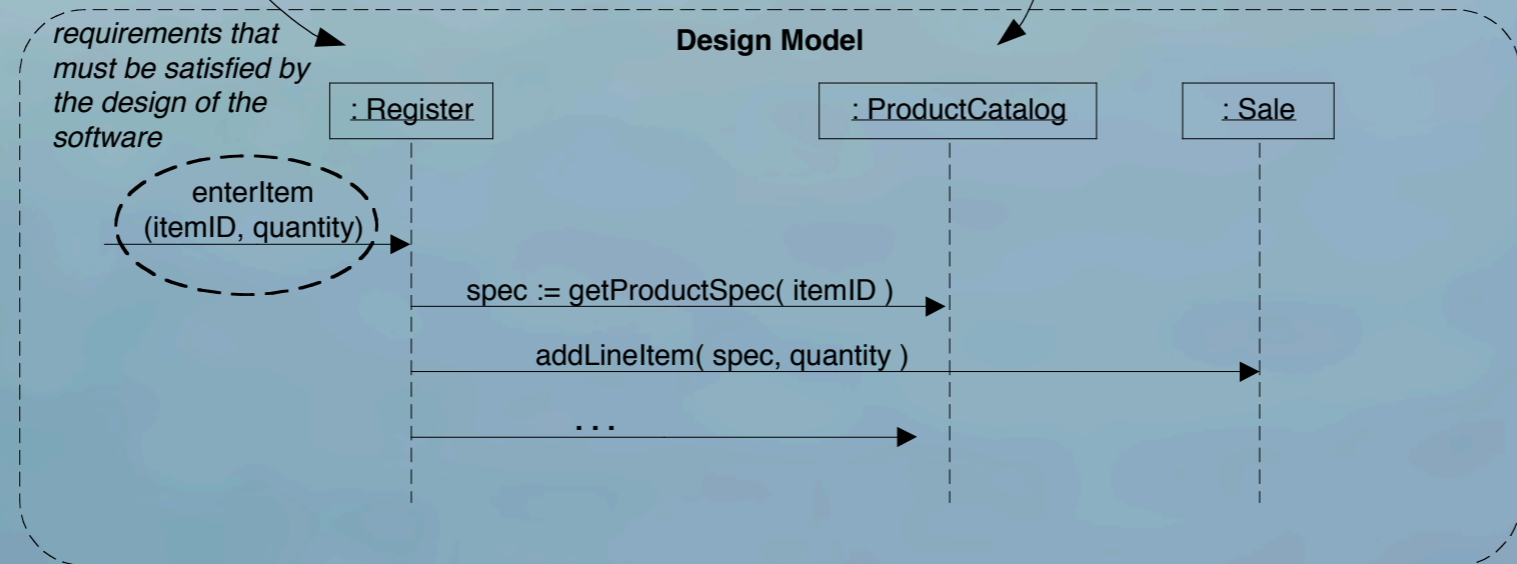 requirements that
must be satisfied by
the design of the
software
Design Model
: Register
: ProductCatalog
: Sale
enterItem
(itemID, quantity)
spec := getProductSpec( itemID )
addLineItem( spec, quantity )
. . .